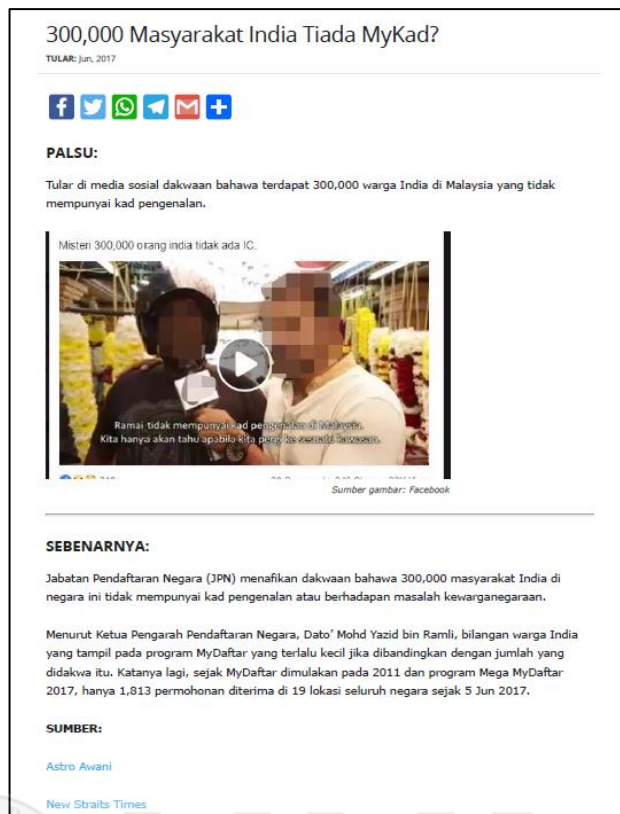 300,000 Masyarakat India Tiada MyKad?
TULAR: Jun, 2017
PALSU:
Tular di media sosial dakwaan bahawa terdapat 300,000 warga India di Malaysia yang tidak
mempunyai kad pengenalan.
Misteri 300,000 orang india tidak ada IC.
Ramai tidak mempunyai kad pengenalan di Malaysia.
Kita hanya akan tahu apabila kita pergi ke sesuatu kawasan.
Sumber gambar: Facebook
SEBENARNYA:
Jabatan Pendaftaran Negara (JPN) menafikan dakwaan bahawa 300,000 masyarakat India di
negara ini tidak mempunyai kad pengenalan atau berhadapan masalah kewarganegaraan.
Menurut Ketua Pengarah Pendaftaran Negara, Dato’ Mohd Yazid bin Ramli, bilangan warga India
yang tampil pada program MyDaftar yang terlalu kecil jika dibandingkan dengan jumlah yang
didakwa itu. Katanya lagi, sejak MyDaftar dimulakan pada 2011 dan program Mega MyDaftar
2017, hanya 1,813 permohonan diterima di 19 lokasi seluruh negara sejak 5 Jun 2017.
SUMBER:
Astro Awani
New Straits Times